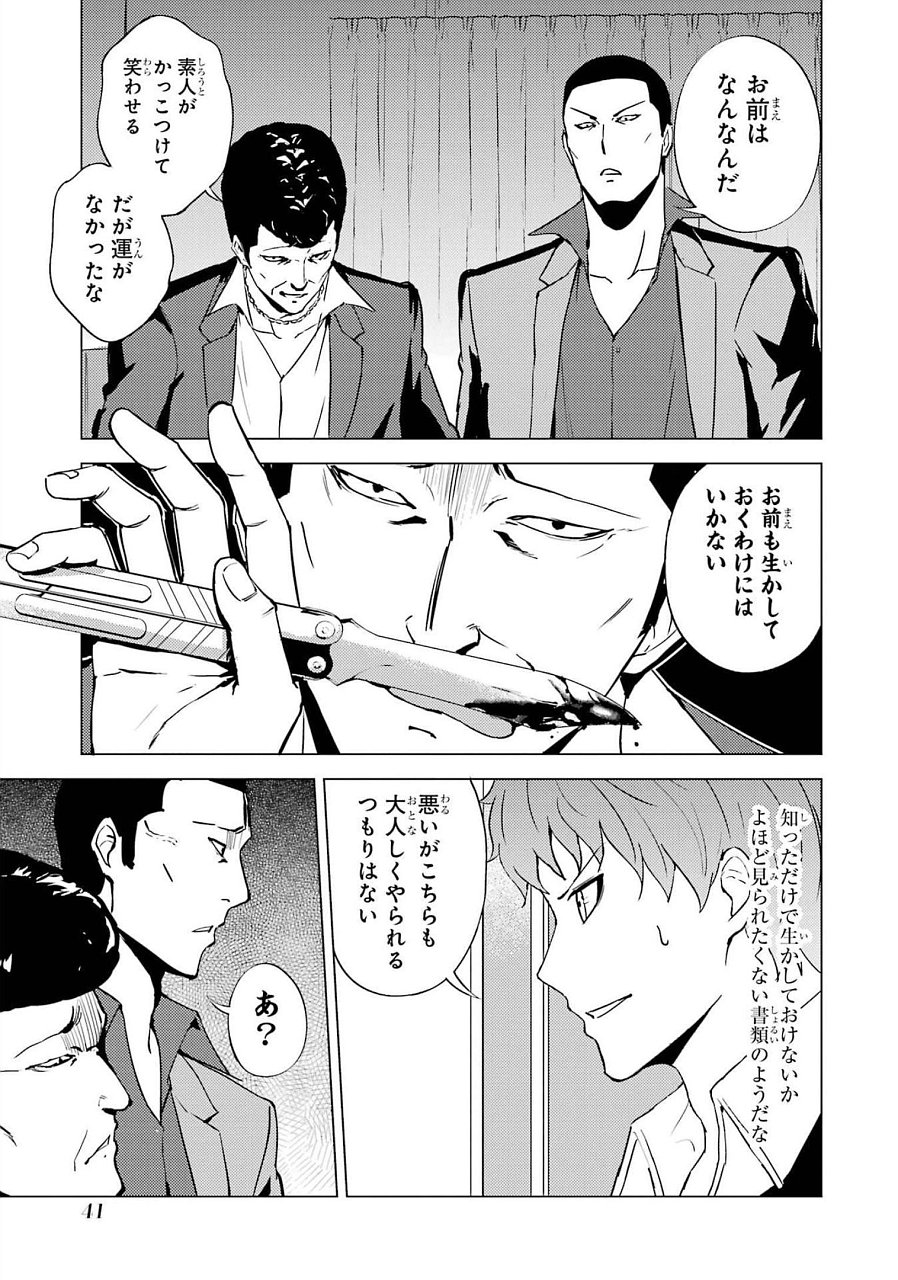 お前は
なんなんだ
素人が
かっこつけて
笑わせる
だが運が
なかったな
お前も生かして
おくわけには
いかない
知っただけで生かしておけないか
よほど見られたくない書類のようだな
悪いがこちらも
大人しくやられる
つもりはない
あ？
41